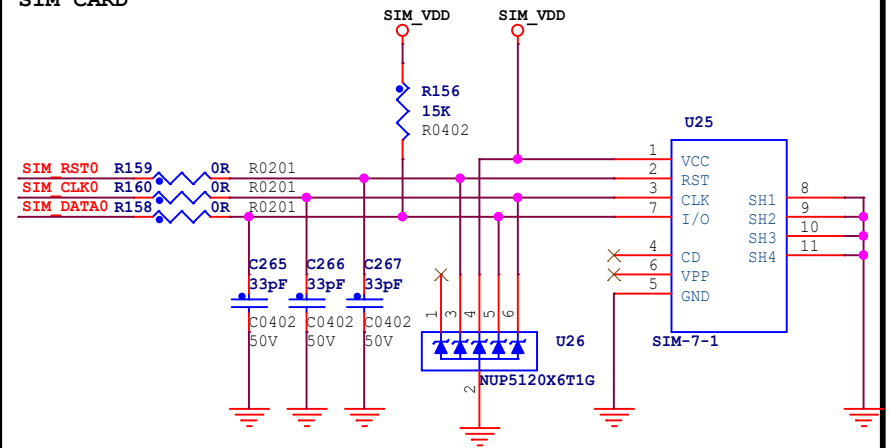 SIM CARD
SIM_VDD
SIM_VDD
R156
15K
R0402
U25
SIM_RST0 R159 0R R0201
SIM_CLK0 R160 0R R0201
SIM_DATA0 R158 0R R0201
1 VCC
2 RST
3 CLK SH1 8
7 I/O SH2 9
SH3 10
4 CD SH4 11
6 VPP
5 GND
C265 C266 C267
33pF 33pF 33pF
C0402 C0402 C0402
50V 50V 50V
1 3 4 5 6
U26
SIM-7-1
2
NUP5120X6T1G